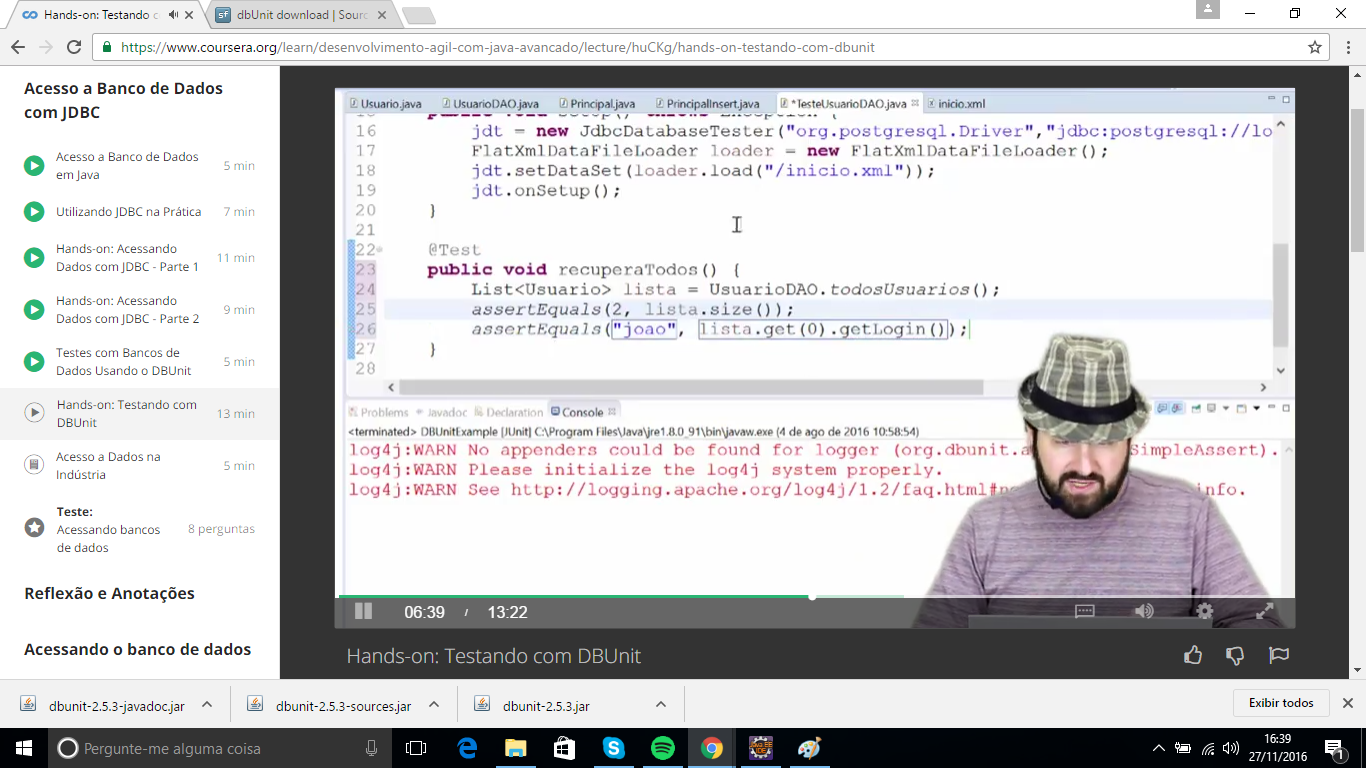 Hands-on: Testando c
dbUnit download | Sourc
https://www.coursera.org/learn/desenvolvimento-agil-com-java-avancado/lecture/huCKg/hands-on-testando-com-dbunit
Acesso a Banco de Dados
com JDBC
Acesso a Banco de Dados
em Java
5 min
Utilizando JDBC na Prática
7 min
Hands-on: Acessando
Dados com JDBC - Parte 1
11 min
Hands-on: Acessando
Dados com JDBC - Parte 2
9 min
Testes com Bancos de
Dados Usando o DBUnit
5 min
Hands-on: Testando com
DBUnit
13 min
Acesso a Dados na
Indústria
5 min
Teste:
Acessando bancos
de dados
8 perguntas
Reflexão e Anotações
Acessando o banco de dados
Usuario.java UsuarioDAO.java Principal.java PrincipalInsert.java *TesteUsuarioDAO.java inicio.xml
16 jdt = new JdbcDatabaseTester("org.postgresql.Driver","jdbc:postgresql://lo
17 FlatXmlDataFileLoader loader = new FlatXmlDataFileLoader();
18 jdt.setDataSet(loader.load("/inicio.xml"));
19 jdt.onSetup();
20 }
21
22 @Test
23 public void recuperaTodos() {
24 List<Usuario> lista = UsuarioDAO.todosUsuarios();
25 assertEquals(2, lista.size());
26 assertEquals("joao", lista.get(0).getLogin());
27 }
28
Problems Javadoc Declaration Console
<terminated> DBUnitExample [JUnit] C:\Program Files\Java\jre1.8.0_91\bin\javaw.exe (4 de ago de 2016 10:58:54)
log4j:WARN No appenders could be found for logger (org.dbunit.a SimpleAssert).
log4j:WARN Please initialize the log4j system properly.
log4j:WARN See http://logging.apache.org/log4j/1.2/faq.html#no info.
06:39 / 13:22
Hands-on: Testando com DBUnit
dbunit-2.5.3-javadoc.jar
dbunit-2.5.3-sources.jar
dbunit-2.5.3.jar
Exibir todos
Pergunte-me alguma coisa
16:39
27/11/2016
1